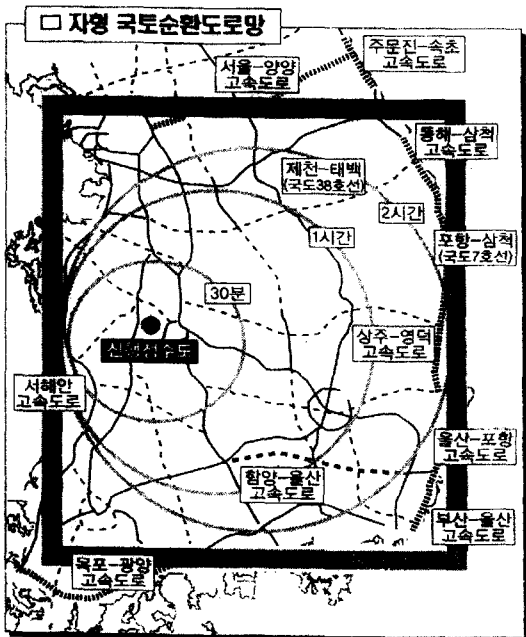 □ 자형 국토순환도로망
주문진-속초
고속도로
서울-양양
고속도로
동해-삼척
고속도로
제천-태백
(국도38호선)
2시간
1시간
포항-삼척
(국도7호선)
30분
상주-영덕
고속도로
서해안
고속도로
울산-포항
고속도로
함양-울산
고속도로
부산-울산
고속도로
목포-광양
고속도로